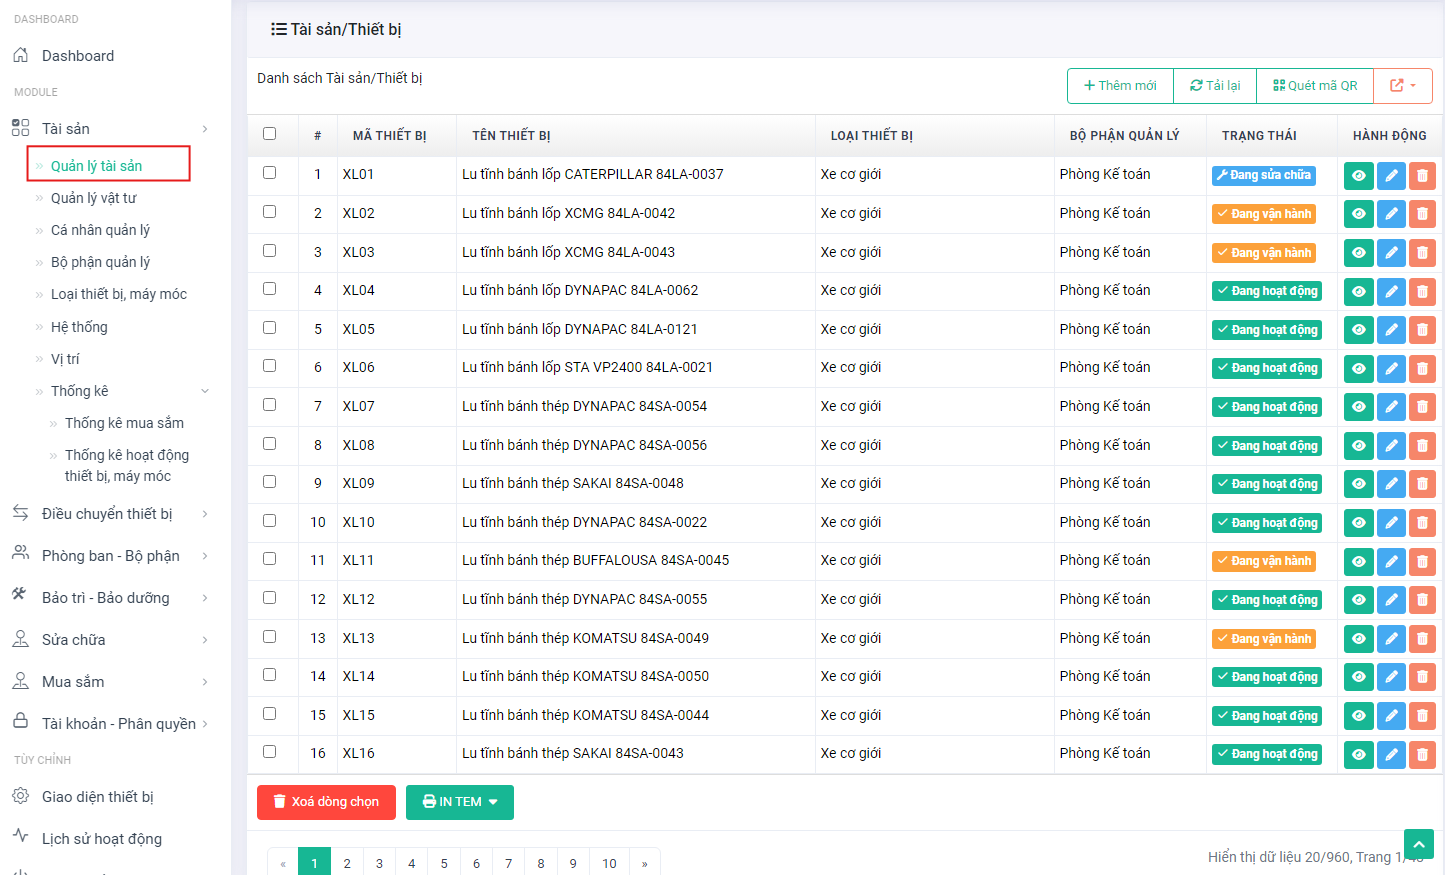 DASHBOARD
Dashboard
MODULE
Tài sản
Quản lý tài sản
Quản lý vật tư
Cá nhân quản lý
Bộ phận quản lý
Loại thiết bị, máy móc
Hệ thống
Vị trí
Thống kê
Thống kê mua sắm
Thống kê hoạt động
thiết bị, máy móc
Điều chuyển thiết bị
Phòng ban - Bộ phận
Bảo trì - Bảo dưỡng
Sửa chữa
Mua sắm
Tài khoản - Phân quyền
TÙY CHỈNH
Giao diện thiết bị
Lịch sử hoạt động
Tài sản/Thiết bị
Danh sách Tài sản/Thiết bị
Thêm mới Tải lại Quét mã QR
# MÃ THIẾT BỊ TÊN THIẾT BỊ LOẠI THIẾT BỊ BỘ PHẬN QUẢN LÝ TRẠNG THÁI HÀNH ĐỘNG
1 XL01 Lu tĩnh bánh lốp CATERPILLAR 84LA-0037 Xe cơ giới Phòng Kế toán Đang sửa chữa
2 XL02 Lu tĩnh bánh lốp XCMG 84LA-0042 Xe cơ giới Phòng Kế toán Đang vận hành
3 XL03 Lu tĩnh bánh lốp XCMG 84LA-0043 Xe cơ giới Phòng Kế toán Đang vận hành
4 XL04 Lu tĩnh bánh lốp DYNAPAC 84LA-0062 Xe cơ giới Phòng Kế toán Đang hoạt động
5 XL05 Lu tĩnh bánh lốp DYNAPAC 84LA-0121 Xe cơ giới Phòng Kế toán Đang hoạt động
6 XL06 Lu tĩnh bánh lốp STA VP2400 84LA-0021 Xe cơ giới Phòng Kế toán Đang hoạt động
7 XL07 Lu tĩnh bánh thép DYNAPAC 84SA-0054 Xe cơ giới Phòng Kế toán Đang hoạt động
8 XL08 Lu tĩnh bánh thép DYNAPAC 84SA-0056 Xe cơ giới Phòng Kế toán Đang hoạt động
9 XL09 Lu tĩnh bánh thép SAKAI 84SA-0048 Xe cơ giới Phòng Kế toán Đang hoạt động
10 XL10 Lu tĩnh bánh thép DYNAPAC 84SA-0022 Xe cơ giới Phòng Kế toán Đang hoạt động
11 XL11 Lu tĩnh bánh thép BUFFALOUSA 84SA-0045 Xe cơ giới Phòng Kế toán Đang vận hành
12 XL12 Lu tĩnh bánh thép DYNAPAC 84SA-0055 Xe cơ giới Phòng Kế toán Đang hoạt động
13 XL13 Lu tĩnh bánh thép KOMATSU 84SA-0049 Xe cơ giới Phòng Kế toán Đang vận hành
14 XL14 Lu tĩnh bánh thép KOMATSU 84SA-0050 Xe cơ giới Phòng Kế toán Đang hoạt động
15 XL15 Lu tĩnh bánh thép KOMATSU 84SA-0044 Xe cơ giới Phòng Kế toán Đang hoạt động
16 XL16 Lu tĩnh bánh thép SAKAI 84SA-0043 Xe cơ giới Phòng Kế toán Đang hoạt động
Xoá dòng chọn IN TEM
« 1 2 3 4 5 6 7 8 9 10 »
Hiển thị dữ liệu 20/960, Trang